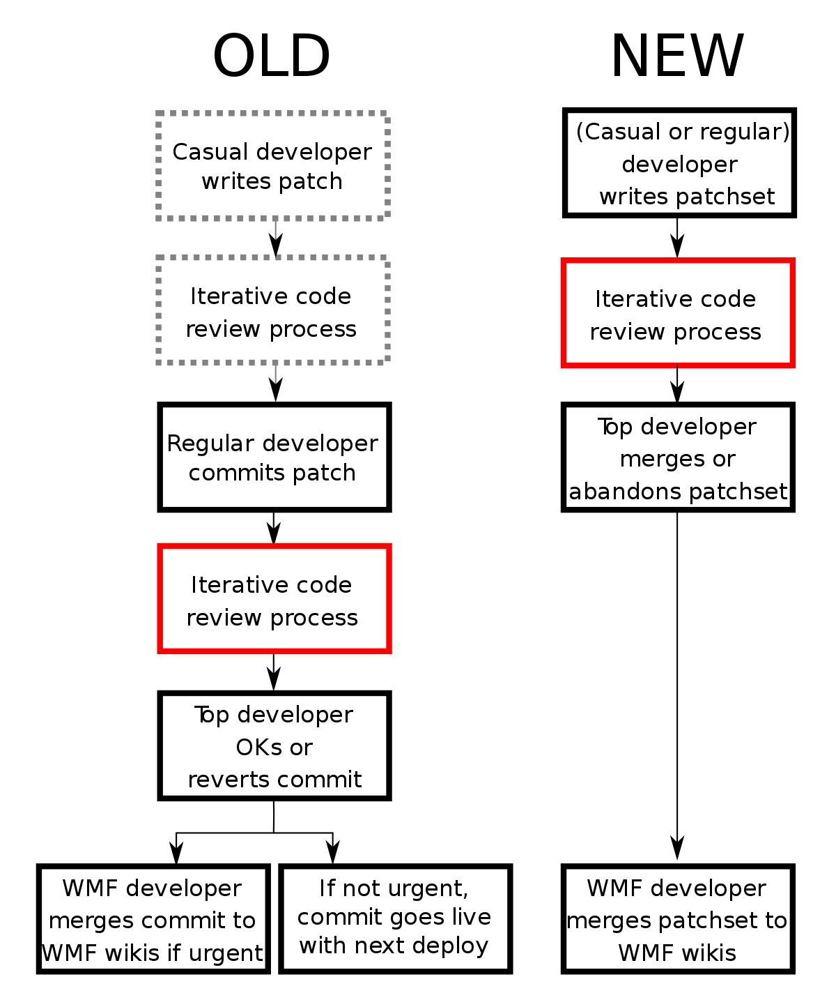 OLD
Casual developer
writes patch
Iterative code
review process
Regular developer
commits patch
Iterative code
review process
Top developer
OKs or
reverts commit
WMF developer
merges commit to
WMF wikis if urgent
If not urgent,
commit goes live
with next deploy
NEW
(Casual or regular)
developer
writes patchset
Iterative code
review process
Top developer
merges or
abandons patchset
WMF developer
merges patchset to
WMF wikis